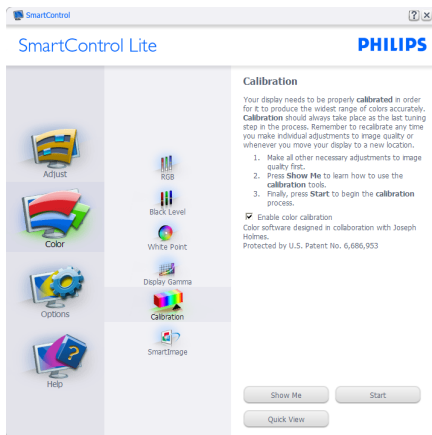 SmartControl
SmartControl Lite
PHILIPS
Adjust
Color
Options
Help
RGB
Black Level
White Point
Display Gamma
Calibration
SmartImage
Calibration
Your display needs to be properly calibrated in order
for it to produce the widest range of colors accurately.
Calibration should always take place as the last tuning
step in the process. Remember to recalibrate any time
you make individual adjustments to image quality or
whenever you move your display to a new location.
1. Make all other necessary adjustments to image
quality first.
2. Press Show Me to learn how to use the
calibration tools.
3. Finally, press Start to begin the calibration
process.
Enable color calibration
Color software designed in collaboration with Joseph
Holmes.
Protected by U.S. Patent No. 6,686,953
Show Me
Start
Quick View